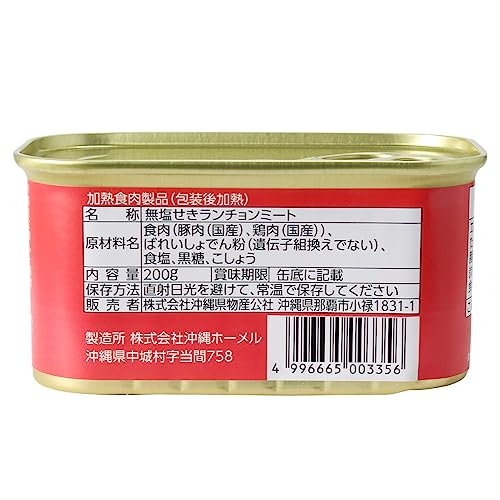 加熱食肉製品(包装後加熱)
名　称 無塩せきランチョンミート
原材料名 食肉(豚肉(国産)、鶏肉(国産))、
ばれいしょでん粉(遺伝子組換えでない)、
食塩、黒糖、こしょう
内容量 200g 賞味期限 缶底に記載
保存方法 直射日光を避けて、常温で保存してください
販売者 株式会社沖縄県物産公社 沖縄県那覇市小禄1831-1
製造所 株式会社沖縄ホーメル
沖縄県中城村字当間758
4 996665 003356